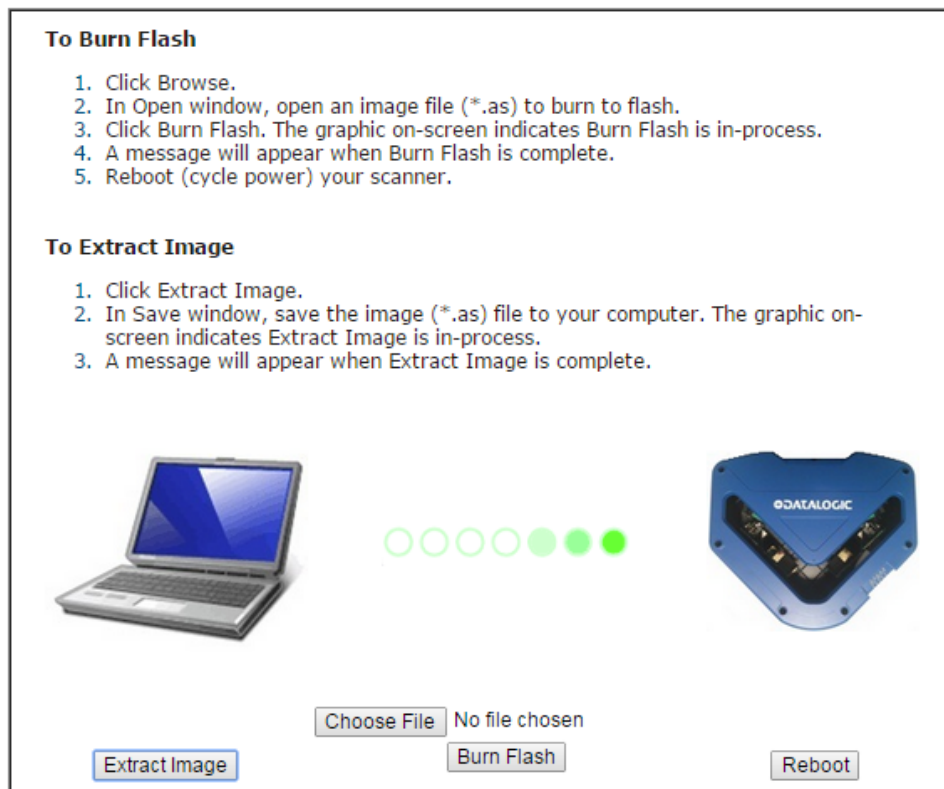 To Burn Flash
1. Click Browse.
2. In Open window, open an image file (*.as) to burn to flash.
3. Click Burn Flash. The graphic on-screen indicates Burn Flash is in-process.
4. A message will appear when Burn Flash is complete.
5. Reboot (cycle power) your scanner.
To Extract Image
1. Click Extract Image.
2. In Save window, save the image (*.as) file to your computer. The graphic on-
screen indicates Extract Image is in-process.
3. A message will appear when Extract Image is complete.
DATALOGIC
Choose File No file chosen
Burn Flash
Extract Image
Reboot